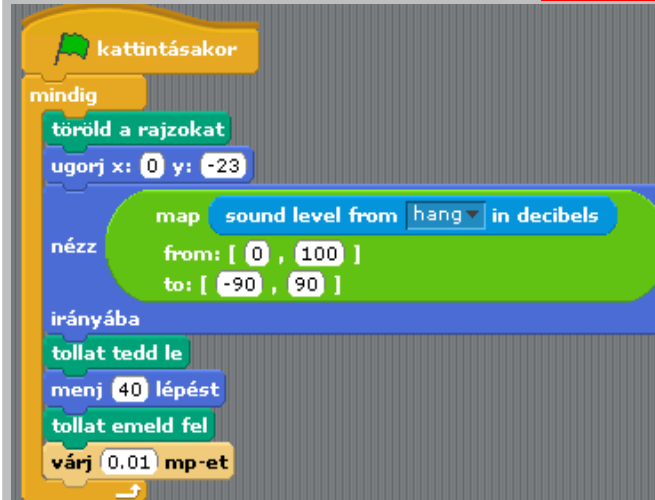 kattintásakor
mindig
töröld a rajzokat
ugorj x: 0 y: -23
map sound level from hang in decibels
nézz from: [ 0 , 100 ]
to: [ -90 , 90 ]
irányába
tollat tedd le
menj 40 lépést
tollat emeld fel
várj 0.01 mp-et